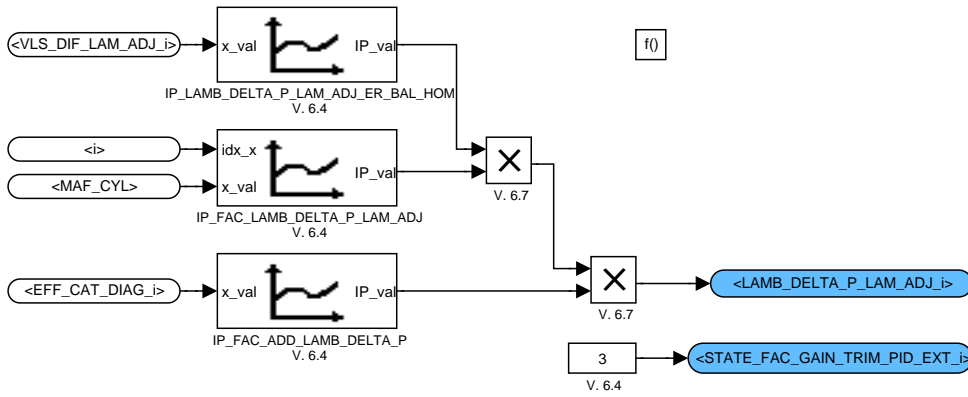 <VLS_DIF_LAM_ADJ_i>
x_val
IP_val
IP_LAMB_DELTA_P_LAM_ADJ_ER_BAL_HOM
V. 6.4
f()
<i>
<MAF_CYL>
idx_x
x_val
IP_val
IP_FAC_LAMB_DELTA_P_LAM_ADJ
V. 6.4
V. 6.7
<EFF_CAT_DIAG_i>
x_val
IP_val
IP_FAC_ADD_LAMB_DELTA_P
V. 6.4
V. 6.7
<LAMB_DELTA_P_LAM_ADJ_i>
3
V. 6.4
<STATE_FAC_GAIN_TRIM_PID_EXT_i>